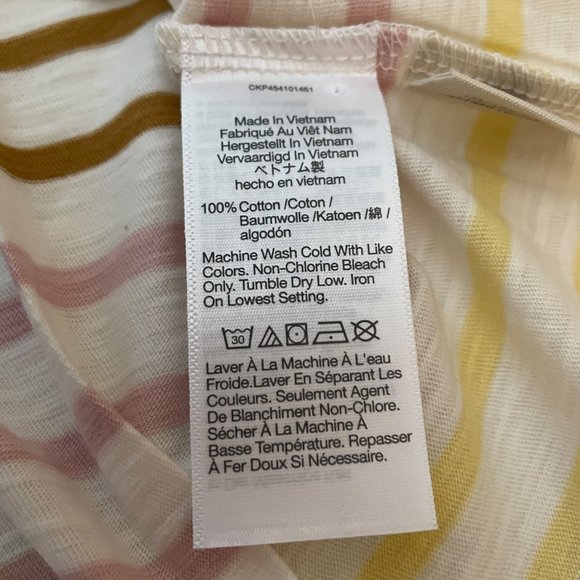 CKP454101461
Made In Vietnam
Fabriqué Au Viêt Nam
Hergestellt In Vietnam
Vervaardigd In Vietnam
ベトナム製
hecho en vietnam
100% Cotton /Coton /
Baumwolle /Katoen /綿 /
algodón
Machine Wash Cold With Like
Colors. Non-Chlorine Bleach
Only. Tumble Dry Low. Iron
On Lowest Setting.
30
Laver À La Machine À L'eau
Froide.Laver En Séparant Les
Couleurs. Seulement Agent
De Blanchiment Non-Chlore.
Sécher À La Machine À
Basse Température. Repasser
À Fer Doux Si Nécessaire.